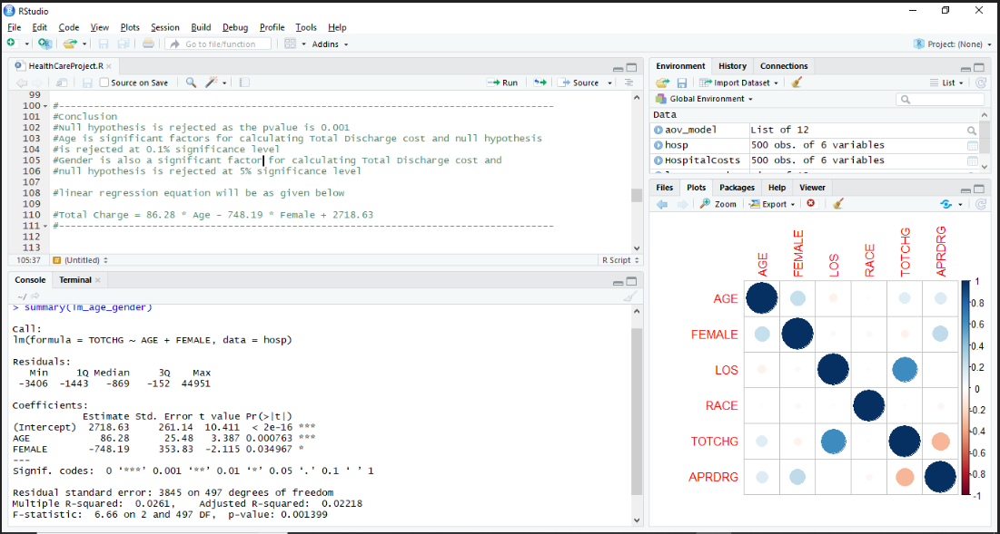 RStudio
File Edit Code View Plots Session Build Debug Profile Tools Help
Go to file/function
Addins
Project: (None)
HealthCareProject.R
Source on Save
Run
Source
99
100 #---------------------------------------------------------------------------------
101 #Conclusion
102 #Null hypothesis is rejected as the pvalue is 0.001
103 #Age is significant factors for calculating Total Discharge cost and null hypothesis
104 #is rejected at 0.1% significance level
105 #Gender is also a significant factor for calculating Total Discharge cost and
106 #null hypothesis is rejected at 5% significance level
107
108 #linear regression equation will be as given below
109
110 #Total Charge = 86.28 * Age - 748.19 * Female + 2718.63
111 #---------------------------------------------------------------------------------
112
113
105:37 (Untitled) R Script
Console Terminal
~/
> summary(lm_age_gender)
Call:
lm(formula = TOTCHG ~ AGE + FEMALE, data = hosp)
Residuals:
Min 1Q Median 3Q Max
-3406 -1443 -869 -152 44951
Coefficients:
Estimate Std. Error t value Pr(>|t|)
(Intercept) 2718.63 261.14 10.411 < 2e-16 ***
AGE 86.28 25.48 3.387 0.000763 ***
FEMALE -748.19 353.83 -2.115 0.034967 *
---
Signif. codes: 0 ‘***’ 0.001 ‘**’ 0.01 ‘*’ 0.05 ‘.’ 0.1 ‘ ’ 1
Residual standard error: 3845 on 497 degrees of freedom
Multiple R-squared: 0.0261, Adjusted R-squared: 0.02218
F-statistic: 6.66 on 2 and 497 DF, p-value: 0.001399
Environment History Connections
Import Dataset
List
Global Environment
Data
aov_model List of 12
hosp 500 obs. of 6 variables
HospitalCosts 500 obs. of 6 variables
Files Plots Packages Help Viewer
Zoom Export
AGE FEMALE LOS RACE TOTCHG APRDRG
AGE
FEMALE
LOS
RACE
TOTCHG
APRDRG
1
0.8
0.6
0.4
0.2
0
-0.2
-0.4
-0.6
-0.8
-1